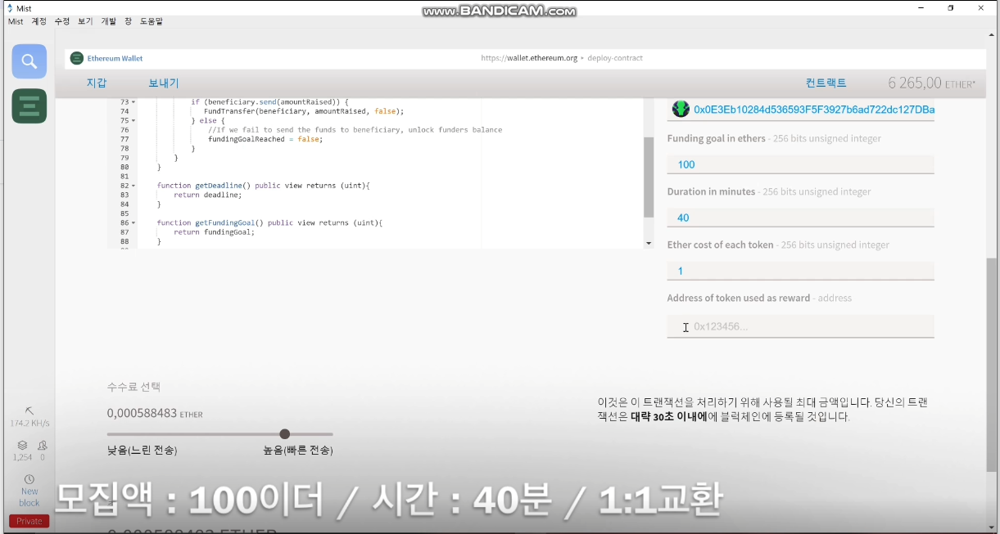 Mist
www.BANDICAM.com
Mist 계정 수정 보기 개발 창 도움말
Ethereum Wallet
https://wallet.ethereum.org ▸ deploy-contract
지갑 보내기 컨트랙트 6 265,00 ETHER*
73 if (beneficiary.send(amountRaised)) {
74 FundTransfer(beneficiary, amountRaised, false);
75 } else {
76 //If we fail to send the funds to beneficiary, unlock funders balance
77 fundingGoalReached = false;
78 }
79 }
80 }
81
82 function getDeadline() public view returns (uint){
83 return deadline;
84 }
85
86 function getFundingGoal() public view returns (uint){
87 return fundingGoal;
88 }
0x0E3Eb10284d536593F5F3927b6ad722dc127DBa
Funding goal in ethers - 256 bits unsigned integer
100
Duration in minutes - 256 bits unsigned integer
40
Ether cost of each token - 256 bits unsigned integer
1
Address of token used as reward - address
0x123456...
수수료 선택
0,000588483 ETHER
낮음(느린 전송) 높음(빠른 전송)
이것은 이 트랜잭션을 처리하기 위해 사용될 최대 금액입니다. 당신의 트랜
잭션은 대략 30초 이내에에 블럭체인에 등록될 것입니다.
174.2 KH/s
1,254 0
New
block
Private
모집액 : 100이더 / 시간 : 40분 / 1:1교환
0,000588483 ETHER